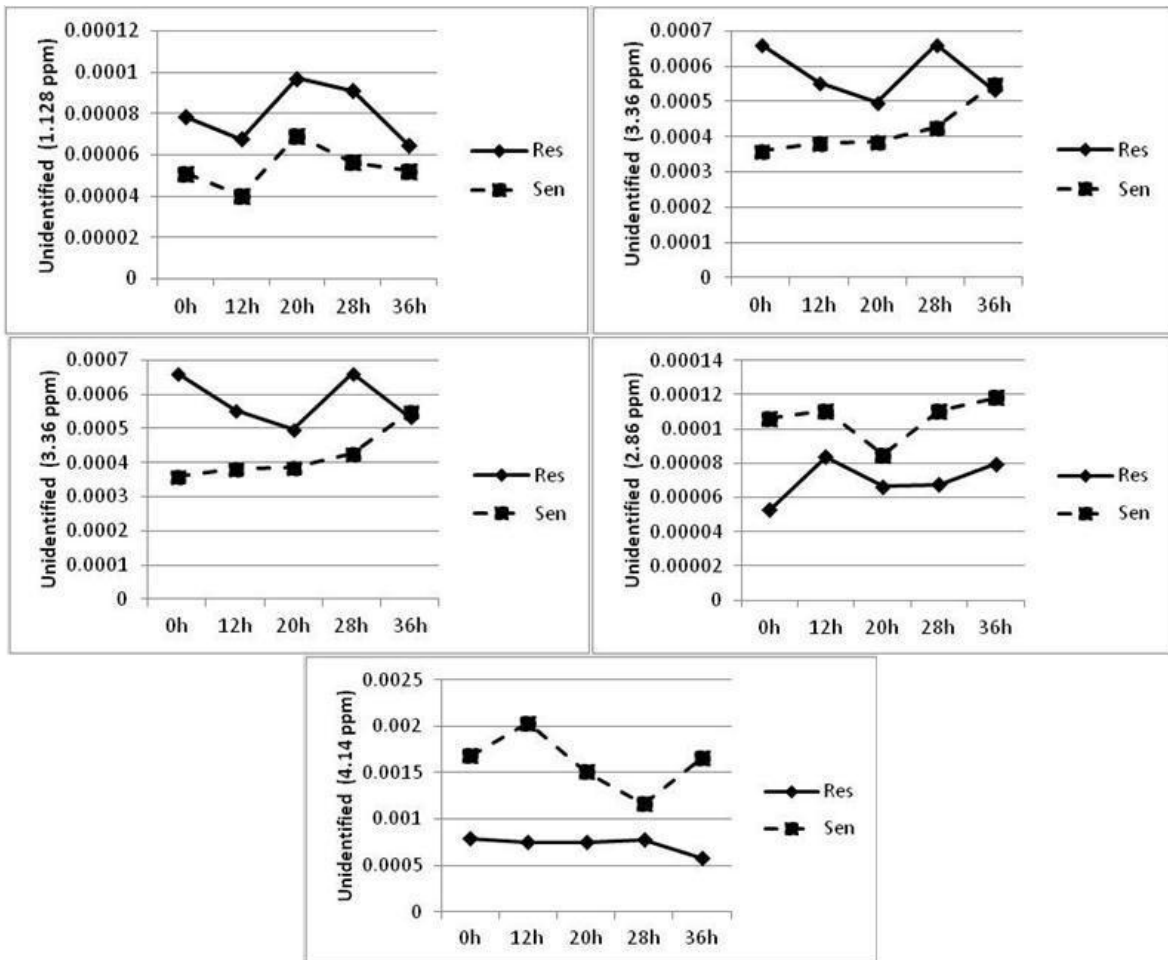 Unidentified (1.128 ppm)
0.00012
0.0001
0.00008
0.00006
0.00004
0.00002
0
0h 12h 20h 28h 36h
Res
Sen
Unidentified (3.36 ppm)
0.0007
0.0006
0.0005
0.0004
0.0003
0.0002
0.0001
0
0h 12h 20h 28h 36h
Res
Sen
Unidentified (3.36 ppm)
0.0007
0.0006
0.0005
0.0004
0.0003
0.0002
0.0001
0
0h 12h 20h 28h 36h
Res
Sen
Unidentified (2.86 ppm)
0.00014
0.00012
0.0001
0.00008
0.00006
0.00004
0.00002
0
0h 12h 20h 28h 36h
Res
Sen
Unidentified (4.14 ppm)
0.0025
0.002
0.0015
0.001
0.0005
0
0h 12h 20h 28h 36h
Res
Sen